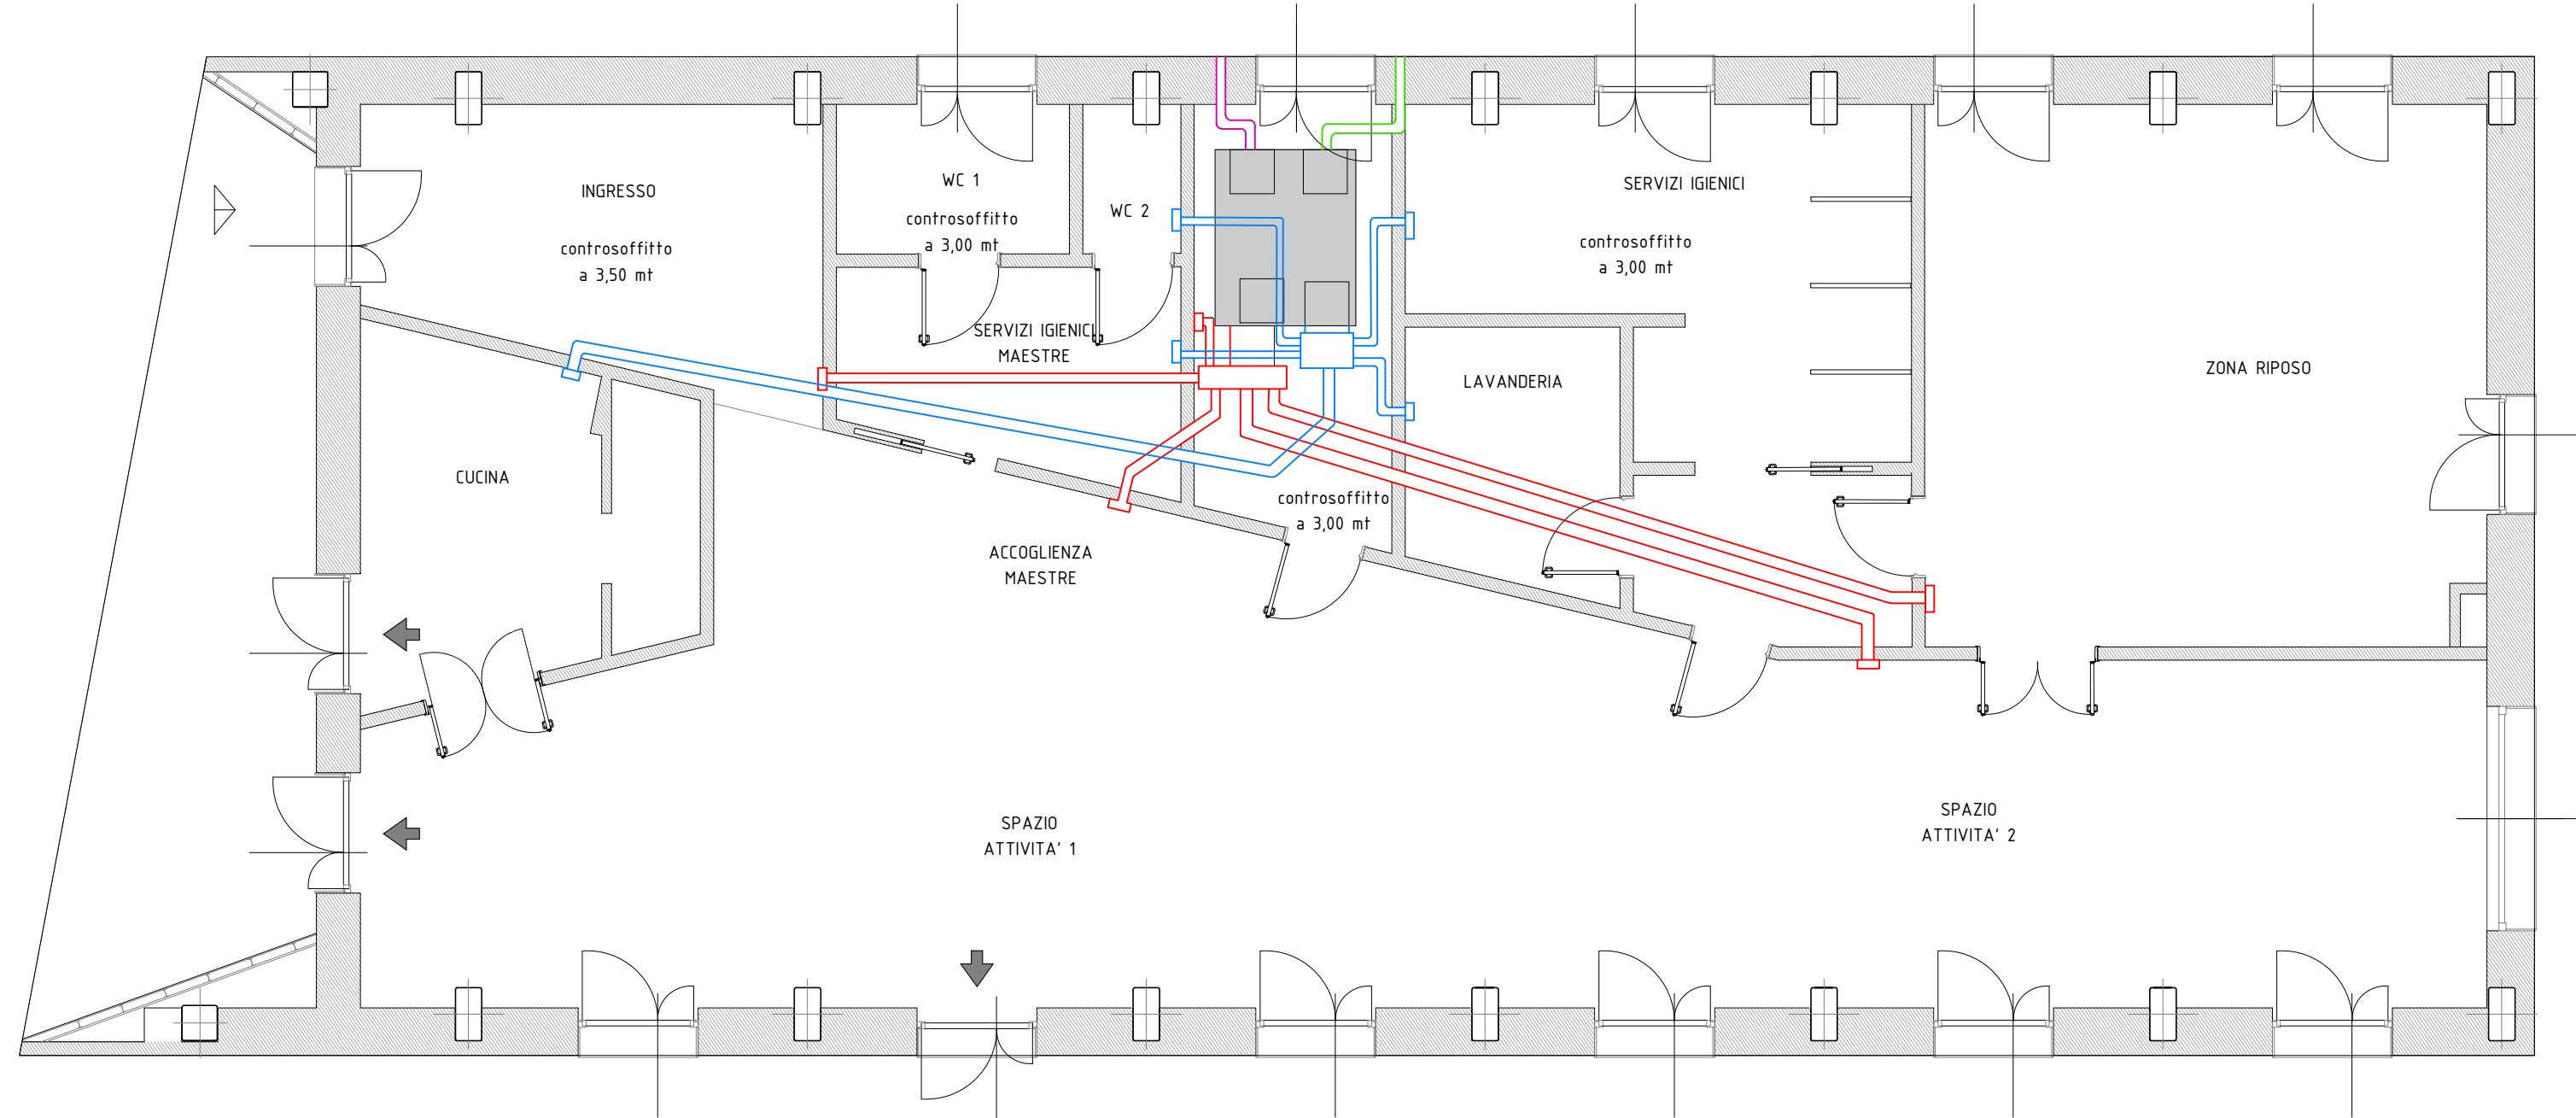 INGRESSO
controsoffitto
a 3,50 mt
WC 1
controsoffitto
a 3,00 mt
WC 2
SERVIZI IGIENICI
MAESTRE
SERVIZI IGIENICI
controsoffitto
a 3,00 mt
LAVANDERIA
ZONA RIPOSO
CUCINA
controsoffitto
a 3,00 mt
ACCOGLIENZA
MAESTRE
SPAZIO
ATTIVITA' 1
SPAZIO
ATTIVITA' 2